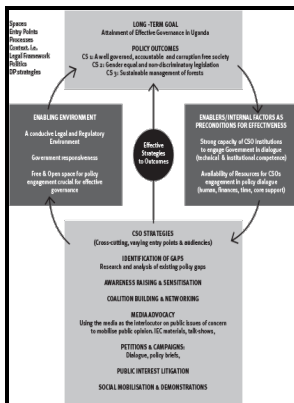 Spaces
Entry Points
Processes
Context, i.e.
Legal Framework
Politics
DP strategies
LONG -TERM GOAL
Attainment of Effective Governance in Uganda
POLICY OUTCOMES
CS 1: A well governed, accountable and corruption free society
CS 2: Gender equal and non-discriminatory legislation
CS 3: Sustainable management of forests
ENABLING ENVIRONMENT
A conducive Legal and Regulatory
Environment
Government responsiveness
Free & Open space for policy
engagement crucial for effective
governance
Effective
Strategies
to Outcomes
ENABLERS/INTERNAL FACTORS AS
PRECONDITIONS FOR EFFECTIVENESS
Strong capacity of CSO institutions
to engage Government in dialogue
(technical & Institutional competence)
Availability of Resources for CSOs
engagement in policy dialogue
(human, finances, time, core support)
CSO STRATEGIES
(Cross-cutting, varying entry points & audiencies)
IDENTIFICATION OF GAPS
Research and analysis of existing policy gaps
AWARENESS RAISING & SENSITISATION
COALITION BUILDING & NETWORKING
MEDIA ADVOCACY
Using the media as the interlocutor on public issues of concern
to mobilise public opinion. IEC materials, talk-shows,
PETITIONS & CAMPAIGNS:
Dialogue, policy briefs,
PUBLIC INTEREST LITIGATION
SOCIAL MOBILISATION & DEMONSTRATIONS